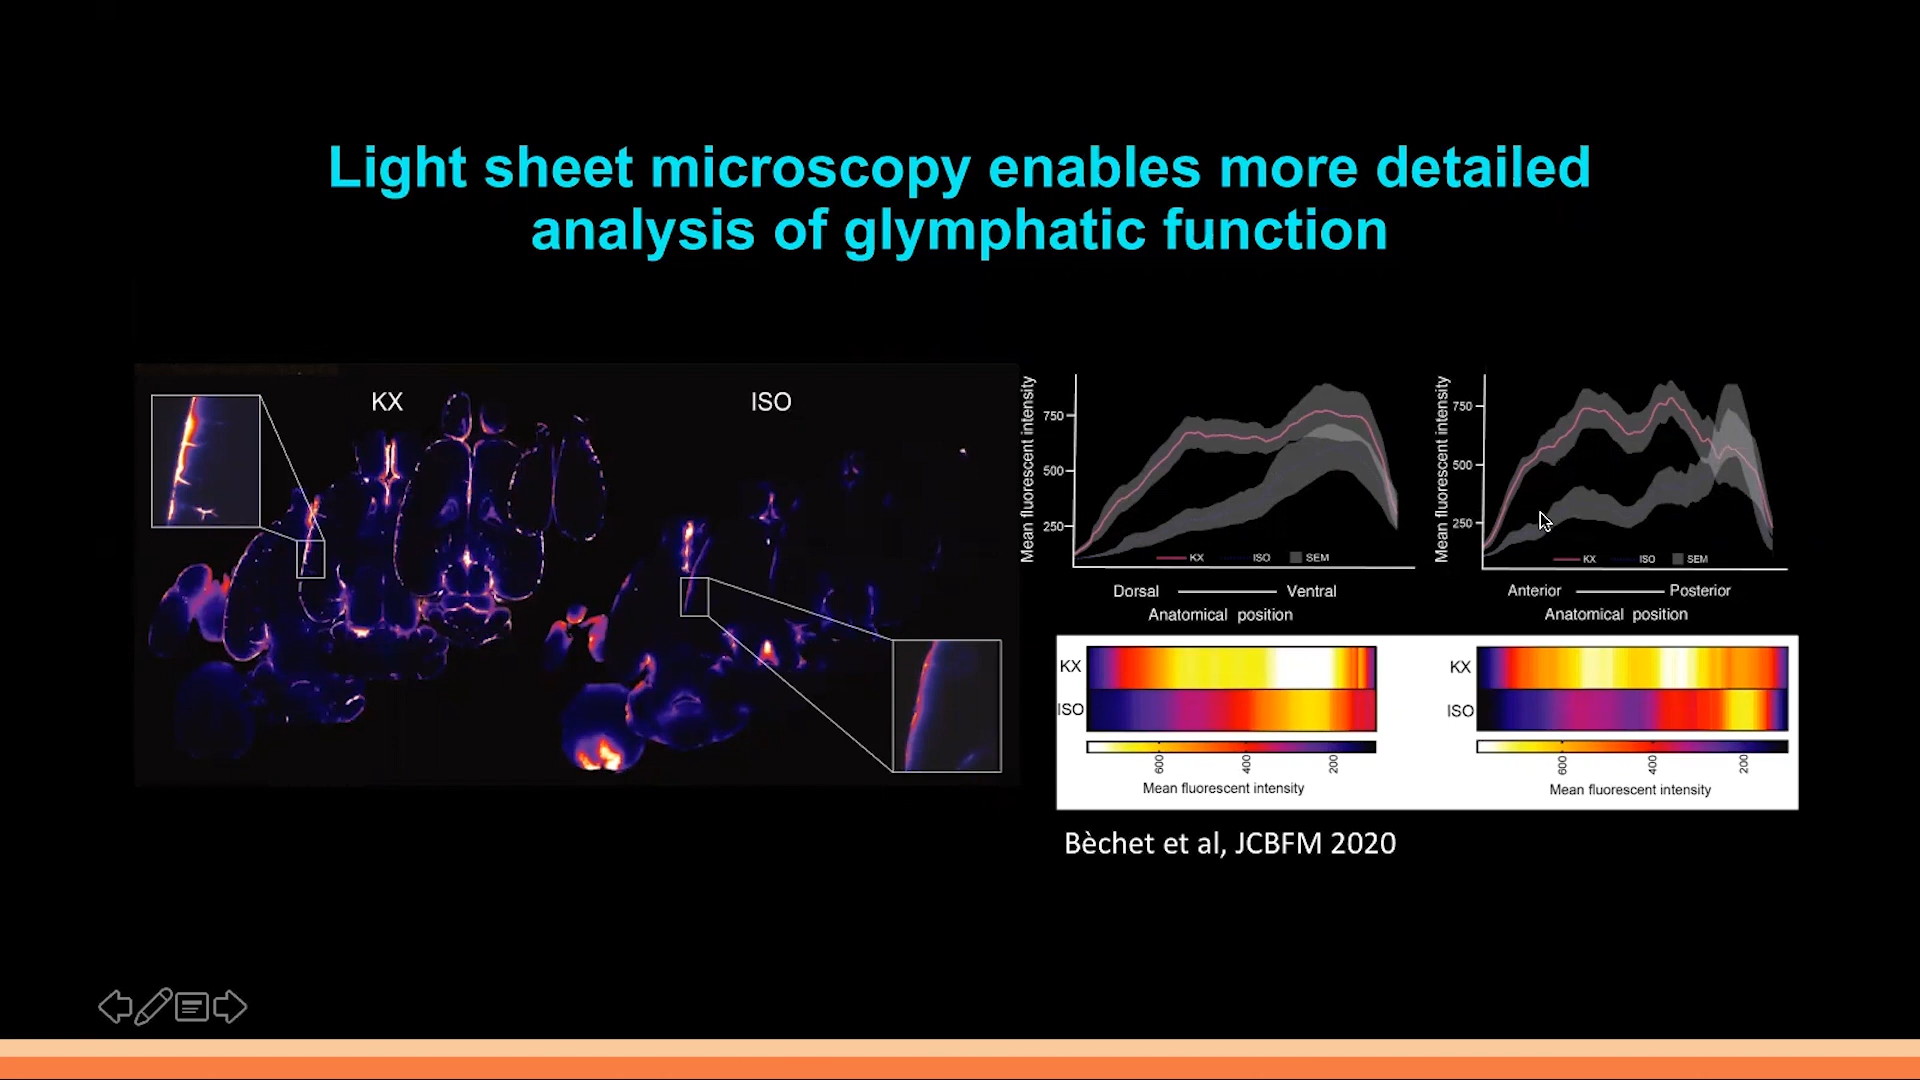 Light sheet microscopy enables more detailed
analysis of glymphatic function
KX
ISO
Mean fluorescent intensity
750
500
250
KX ISO SEM
Dorsal Ventral
Anatomical position
Mean fluorescent intensity
750
500
250
KX ISO SEM
Anterior Posterior
Anatomical position
KX
ISO
600 400 200
Mean fluorescent intensity
KX
ISO
600 400 200
Mean fluorescent intensity
Bèchet et al, JCBFM 2020